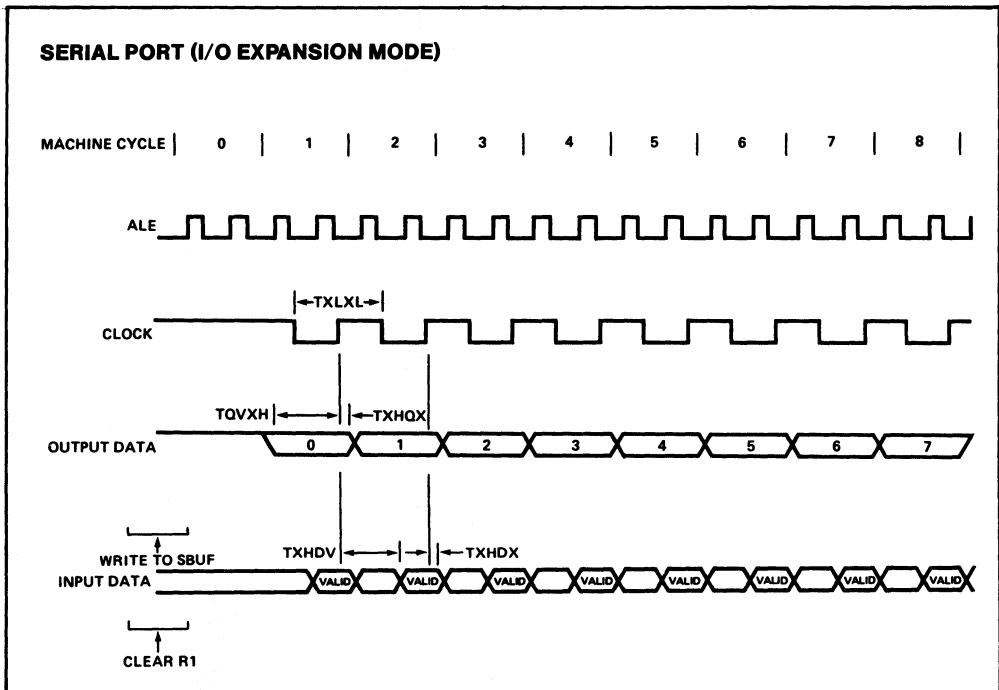 SERIAL PORT (I/O EXPANSION MODE)
MACHINE CYCLE | 0 | 1 | 2 | 3 | 4 | 5 | 6 | 7 | 8 |
ALE
TXLXL
CLOCK
TQVXH TXHQX
OUTPUT DATA 0 1 2 3 4 5 6 7
WRITE TO SBUF TXHDV TXHDX
INPUT DATA VALID VALID VALID VALID VALID VALID VALID VALID
CLEAR R1